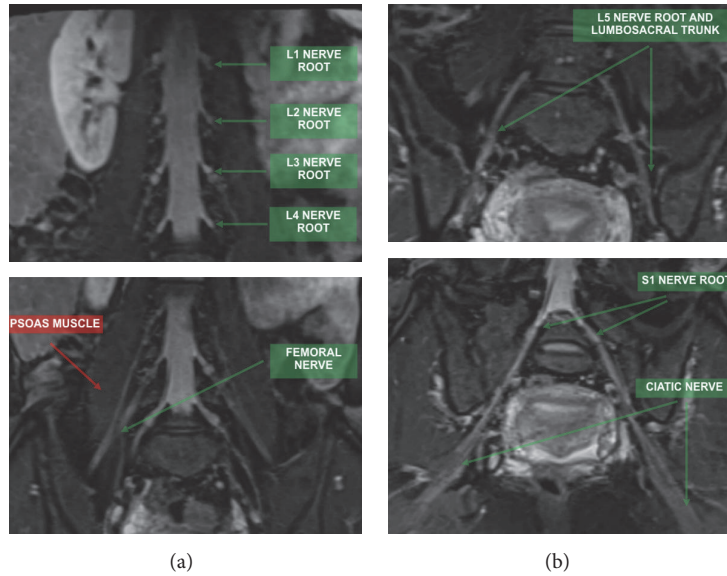 L1 NERVE
ROOT
L2 NERVE
ROOT
L3 NERVE
ROOT
L4 NERVE
ROOT
PSOAS MUSCLE
FEMORAL
NERVE
(a)
L5 NERVE ROOT AND
LUMBOSACRAL TRUNK
S1 NERVE ROOT
CIATIC NERVE
(b)